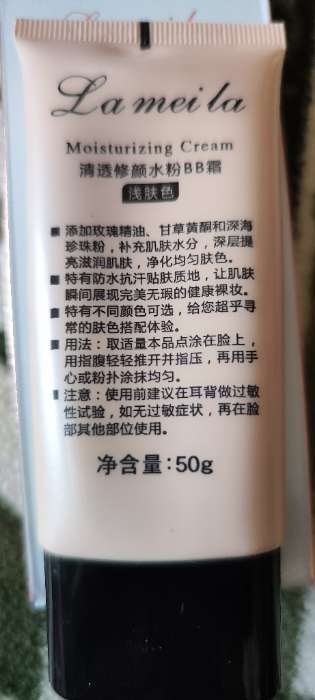 La mei la
Moisturizing Cream
清透修颜水粉BB霜
浅肤色
■ 添加玫瑰精油、甘草黄酮和深海
珍珠粉，补充肌肤水分，深层提
亮滋润肌肤，净化均匀肤色。
■ 特有防水抗汗贴肤质地，让肌肤
瞬间展现完美无瑕的健康裸妆。
■ 特有不同颜色可选，给您超乎寻
常的肤色搭配体验。
■ 用法：取适量本品点涂在脸上，
用指腹轻轻推开并指压，再用手
心或粉扑涂抹均匀。
■ 注意：使用前建议在耳背做过敏
性试验，如无过敏症状，再在脸
部其他部位使用。
净含量：50g